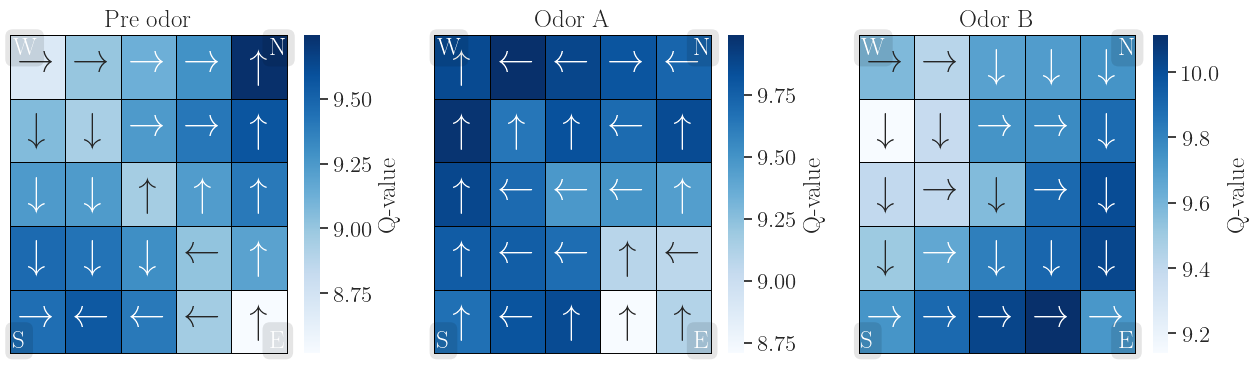 Pre odor
W
N
S
E
9.50
9.25
9.00
8.75
Q-value
Odor A
W
N
S
E
9.75
9.50
9.25
9.00
8.75
Q-value
Odor B
W
N
S
E
10.0
9.8
9.6
9.4
9.2
Q-value